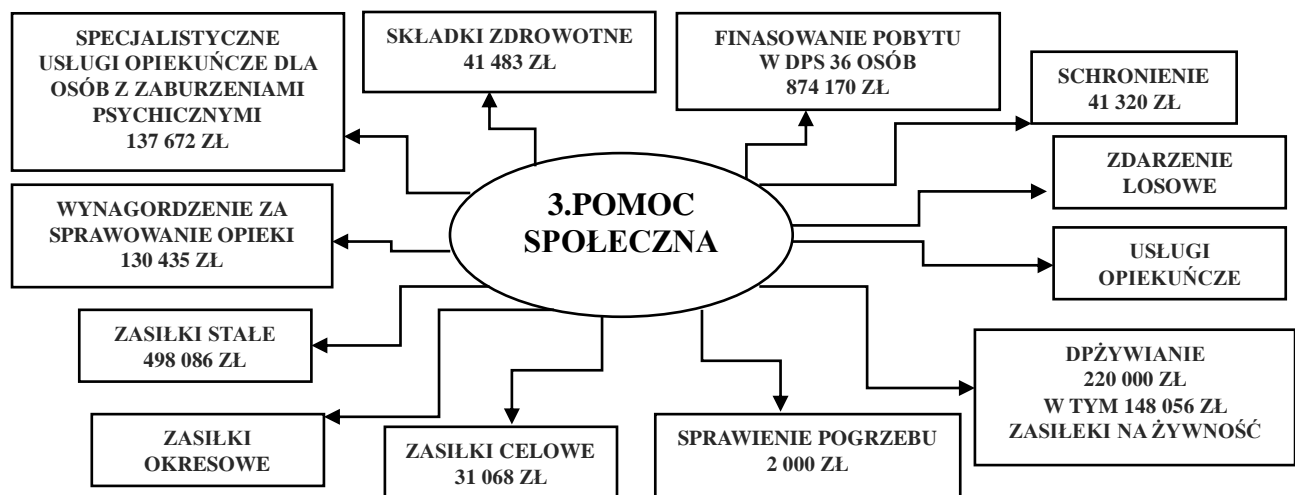 SPECJALISTYCZNE
USŁUGI OPIEKUŃCZE DLA
OSÓB Z ZABURZENIAMI
PSYCHICZNYMI
137 672 ZŁ
SKŁADKI ZDROWOTNE
41 483 ZŁ
FINASOWANIE POBYTU
W DPS 36 OSÓB
874 170 ZŁ
SCHRONIENIE
41 320 ZŁ
ZDARZENIE
LOSOWE
WYNAGORDZENIE ZA
SPRAWOWANIE OPIEKI
130 435 ZŁ
3.POMOC
SPOŁECZNA
USŁUGI
OPIEKUŃCZE
ZASIŁKI STAŁE
498 086 ZŁ
DPŻYWIANIE
220 000 ZŁ
W TYM 148 056 ZŁ
ZASIŁEKI NA ŻYWNOŚĆ
ZASIŁKI
OKRESOWE
ZASIŁKI CELOWE
31 068 ZŁ
SPRAWIENIE POGRZEBU
2 000 ZŁ